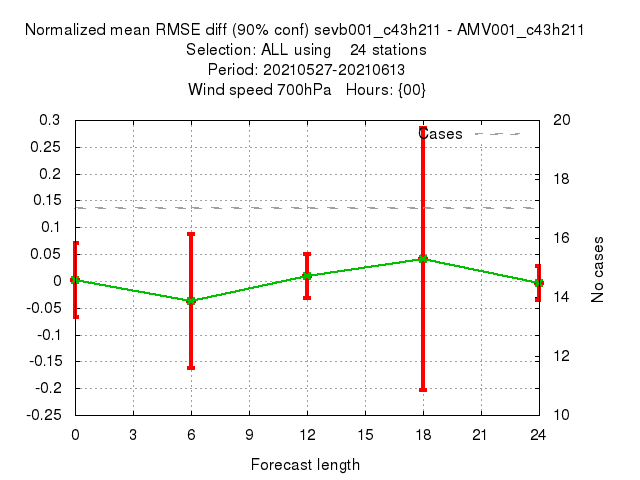 Normalized mean RMSE diff (90% conf) sevb001_c43h211 - AMV001_c43h211
Selection: ALL using 24 stations
Period: 20210527-20210613
Wind speed 700hPa Hours: {00}
Cases
0.3
0.25
0.2
0.15
0.1
0.05
0
-0.05
-0.1
-0.15
-0.2
-0.25
20
18
16
14
12
10
No cases
0 3 6 9 12 15 18 21 24
Forecast length